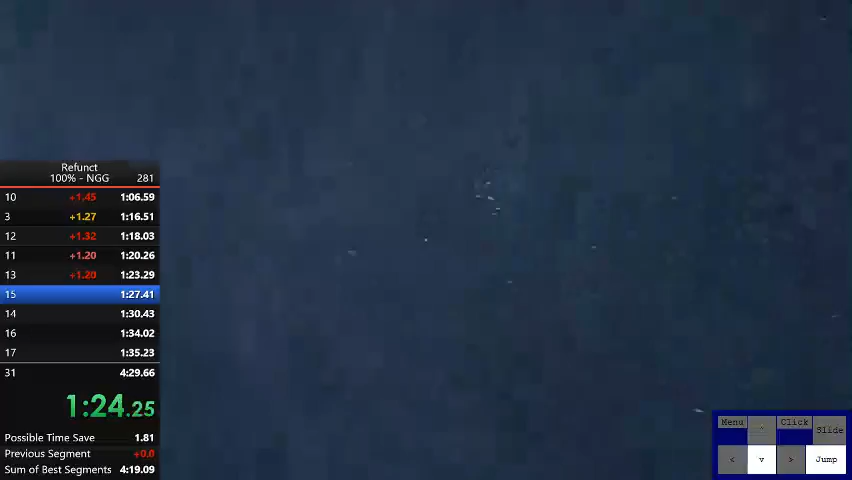 Refunct
100% - NGG 281
10 +1.45 1:06.59
3 +1.27 1:16.51
12 +1.32 1:18.03
11 +1.20 1:20.26
13 +1.20 1:23.29
15 1:27.41
14 1:30.43
16 1:34.02
17 1:35.23
31 4:29.66
1:24.25
Possible Time Save 1.81
Previous Segment +0.0
Sum of Best Segments 4:19.09
Menu ^ Click Slide
< v > Jump